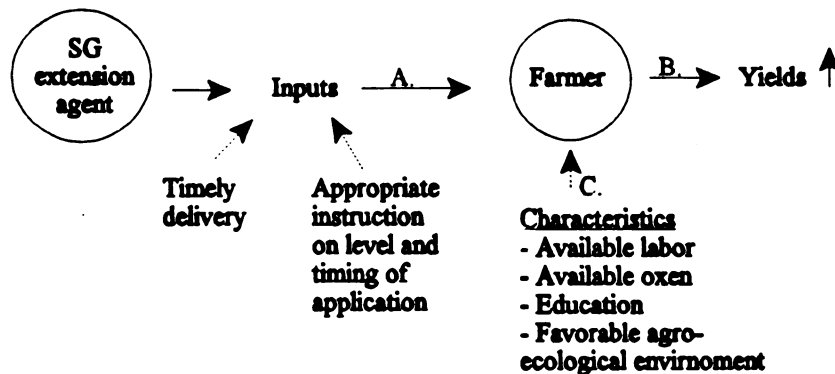 SG
extension
agent
Inputs
A.
Farmer
B.
Yields
Timely
delivery
Appropriate
instruction
on level and
timing of
application
C.
Characteristics
- Available labor
- Available oxen
- Education
- Favorable agro-
ecological envirnoment